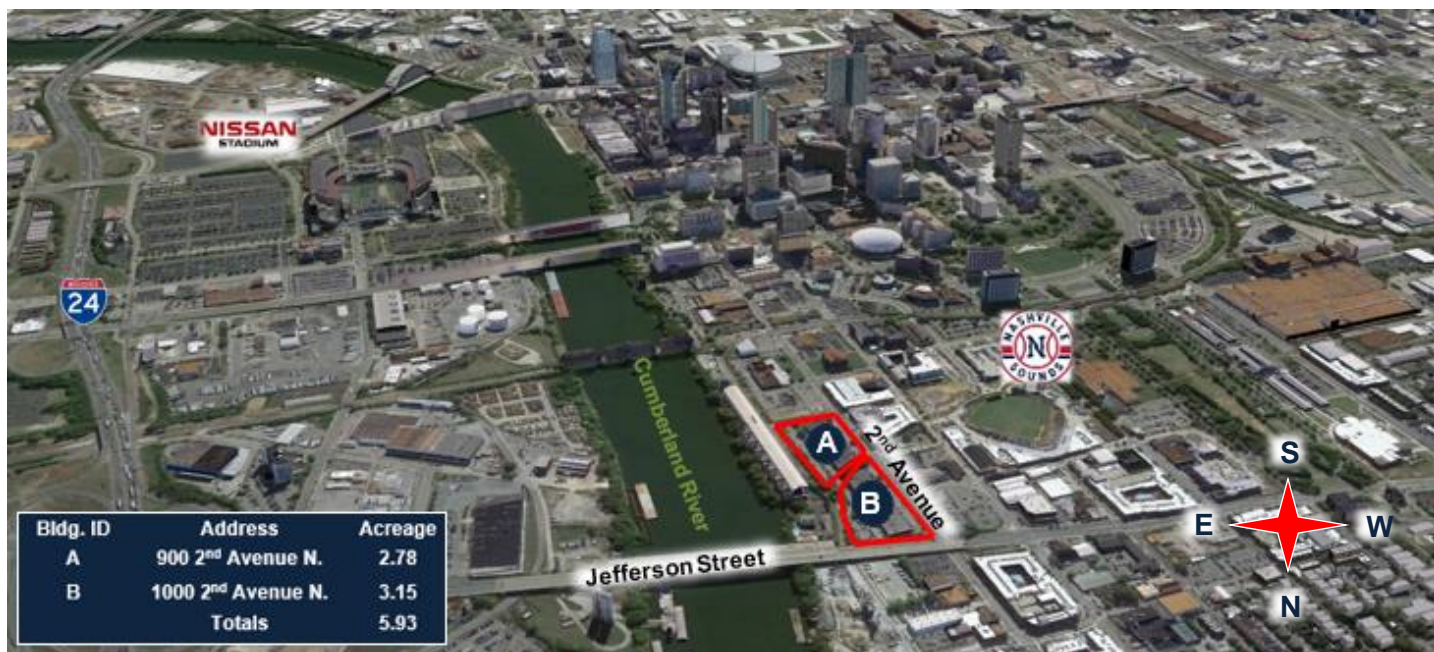 NISSAN
STADIUM
INTERSTATE
24
NASHVILLE
N
SOUNDS
Cumberland River
A
2nd Avenue
B
Jefferson Street
S
E
W
N
Bldg. ID Address Acreage
A 900 2nd Avenue N. 2.78
B 1000 2nd Avenue N. 3.15
Totals 5.93